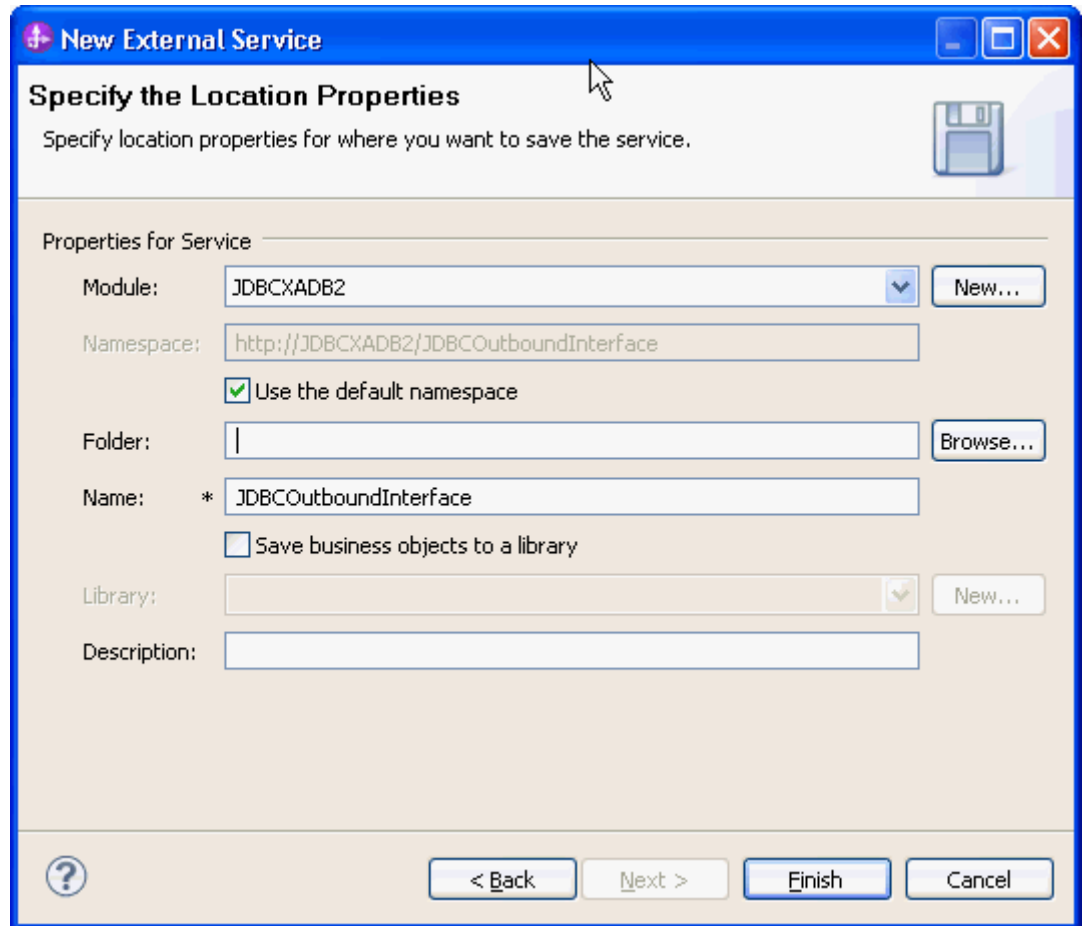 New External Service
Specify the Location Properties
Specify location properties for where you want to save the service.
Properties for Service
Module: JDBCXADB2 New...
Namespace: http://JDBCXADB2/JDBCOutboundInterface
Use the default namespace
Folder: Browse...
Name: * JDBCOutboundInterface
Save business objects to a library
Library: New...
Description:
? < Back Next > Finish Cancel